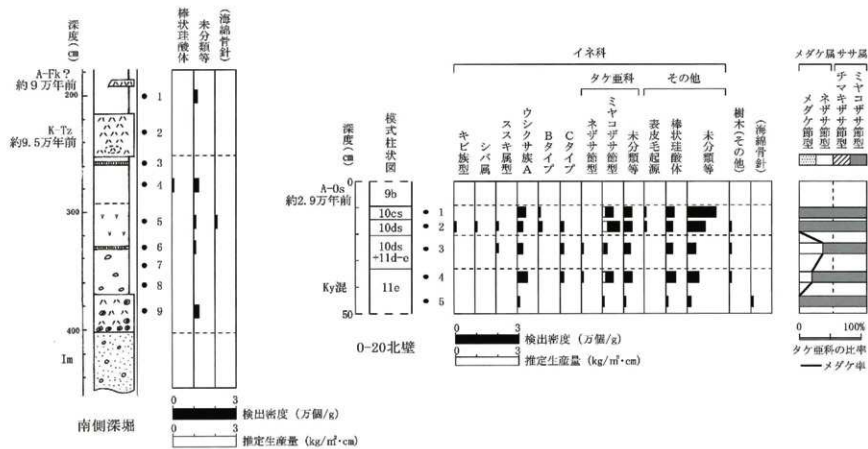 深度(cm)
棒状珪酸体
未分類等
(海綿骨針)
A-Fk?
約9万年前
200
K-Tz
約9.5万年前
300
400
Im
1
2
3
4
5
6
7
8
9
0 3
0 3
検出密度 (万個/g)
推定生産量 (kg/㎡・cm)
南側深堀
深度(cm)
模式柱状図
0
A-Os
約2.9万年前
Ky混
50
9b
10cs
10ds
10ds
+11d-e
11e
O-20北壁
イネ科
タケ亜科
その他
キビ族型
シバ属
ススキ属型
ウシクサ族A
Bタイプ
Cタイプ
ネザサ節型
ミヤコザサ節型
未分類等
表皮毛起源
棒状珪酸体
未分類等
樹木(その他)
(海綿骨針)
1
2
3
4
5
0 3
0 3
検出密度 (万個/g)
推定生産量 (kg/㎡・cm)
メダケ属 ササ属
メダケ節型
ネザサ節型
チマキザサ節型
ミヤコザサ節型
0 100%
タケ亜科の比率
メダケ率